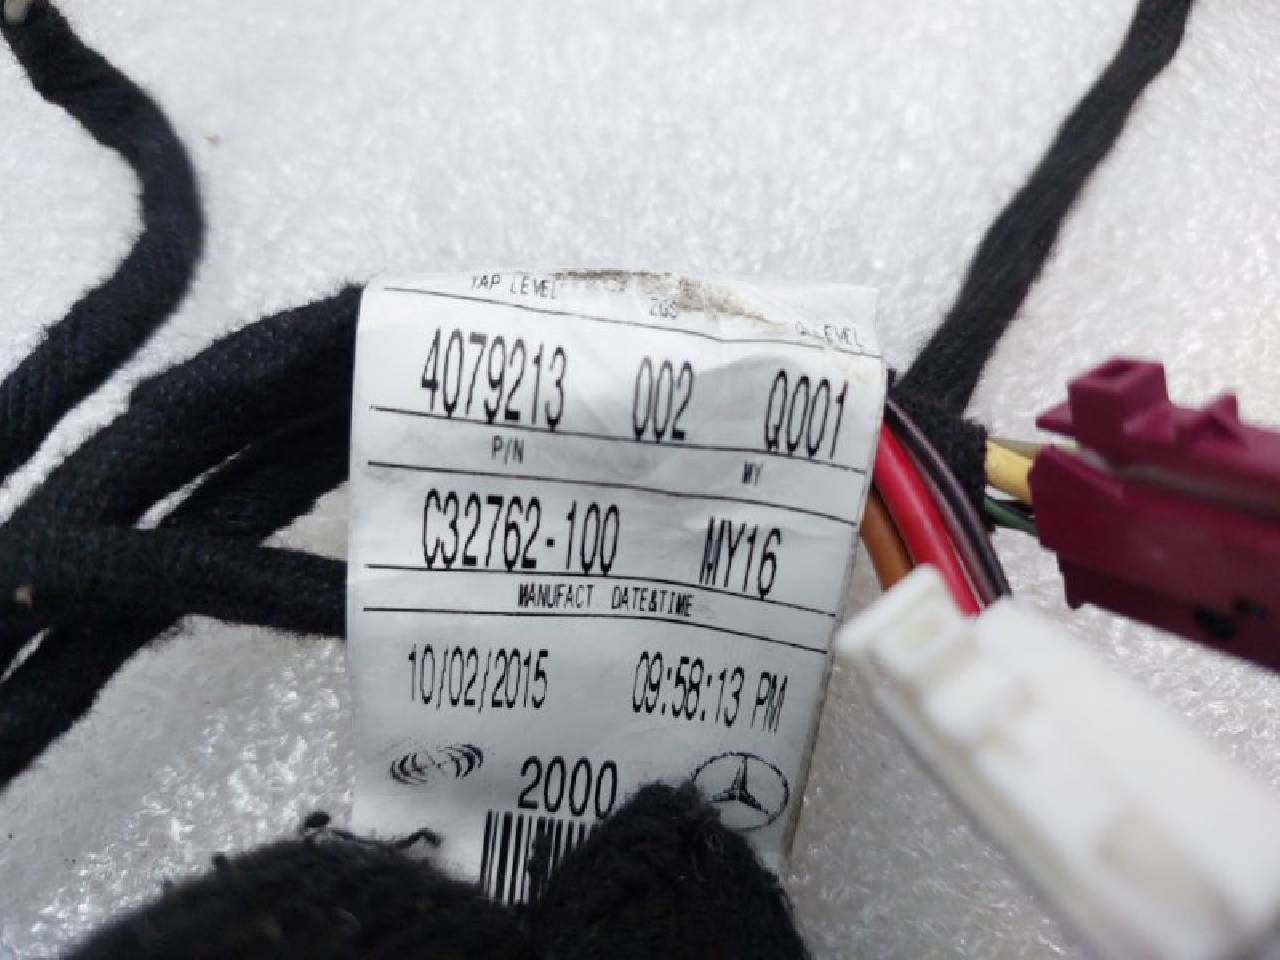 YAP LEVEL ZGS Q-LEVEL
4079213 002 Q001
P/N MY
C32762-100 MY16
MANUFACT DATE&TIME
10/02/2015 09:58:13 PM
2000